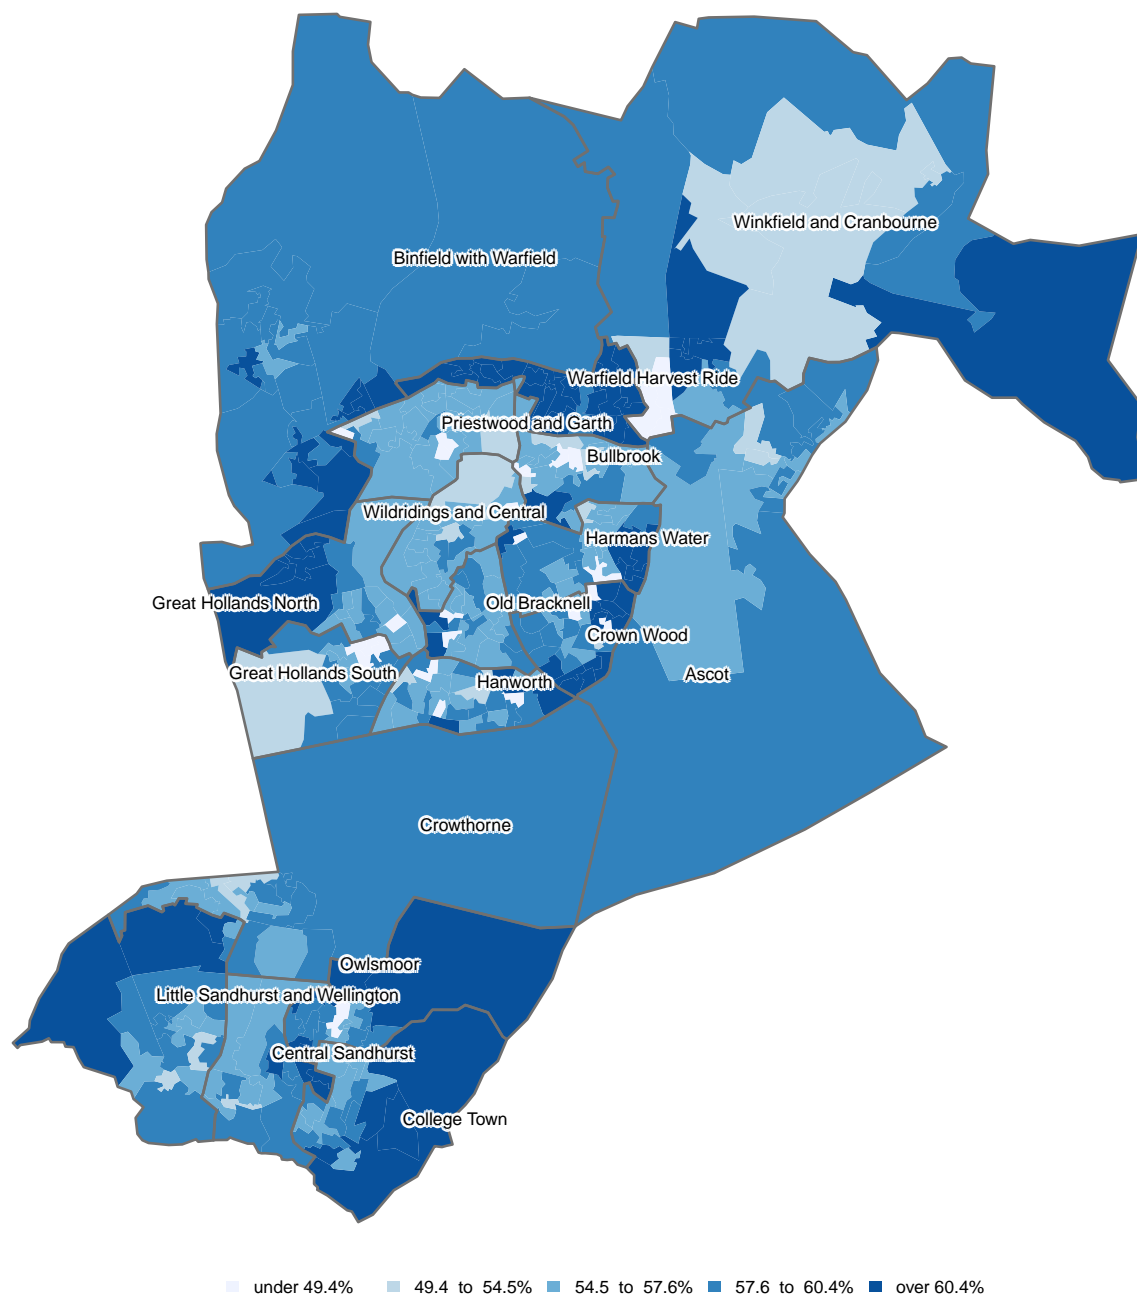 Winkfield and Cranbourne
Binfield with Warfield
Warfield Harvest Ride
Priestwood and Garth
Bullbrook
Wildridings and Central
Harmans Water
Great Hollands North
Old Bracknell
Crown Wood
Great Hollands South
Ascot
Hanworth
Crowthorne
Owlsmoor
Little Sandhurst and Wellington
Central Sandhurst
College Town
under 49.4% 49.4 to 54.5% 54.5 to 57.6% 57.6 to 60.4% over 60.4%